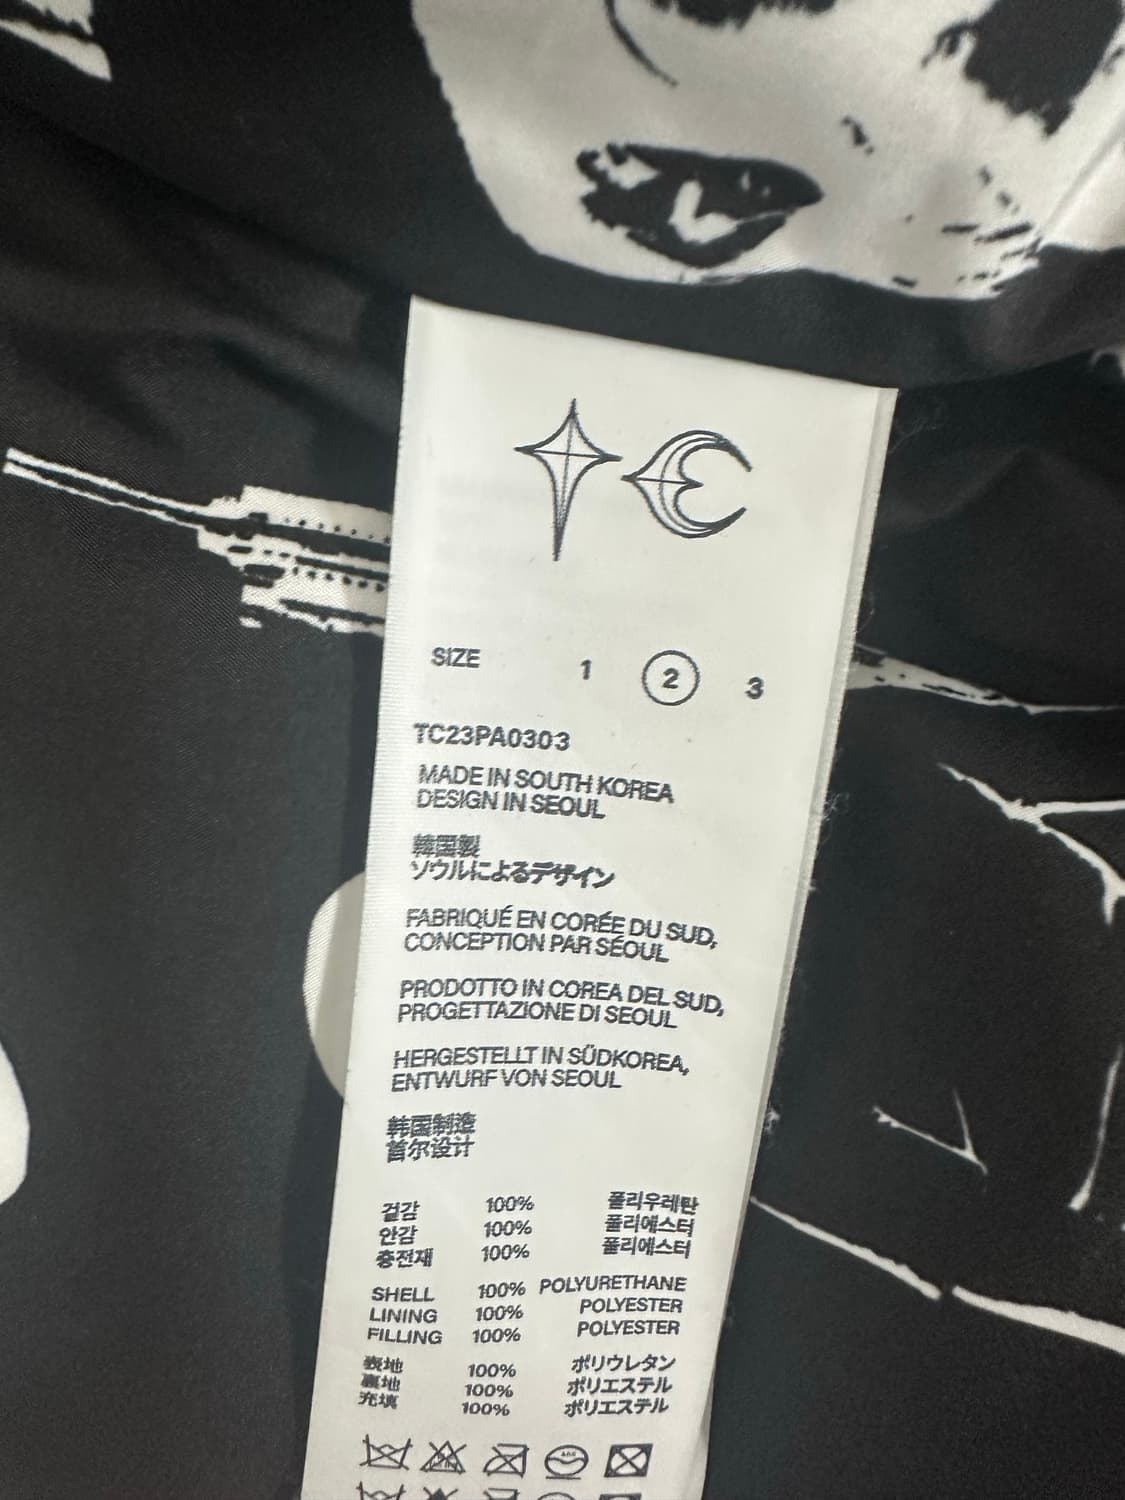 SIZE 1 2 3
TC23PA0303
MADE IN SOUTH KOREA
DESIGN IN SEOUL
韓国製
ソウルによるデザイン
FABRIQUÉ EN CORÉE DU SUD,
CONCEPTION PAR SÉOUL
PRODOTTO IN COREA DEL SUD,
PROGETTAZIONE DI SEOUL
HERGESTELLT IN SÜDKOREA,
ENTWURF VON SEOUL
韩国制造
首尔设计
겉감 100% 폴리우레탄
안감 100% 폴리에스터
충전재 100% 폴리에스터
SHELL 100% POLYURETHANE
LINING 100% POLYESTER
FILLING 100% POLYESTER
表地 100% ポリウレタン
裏地 100% ポリエステル
充填 100% ポリエステル